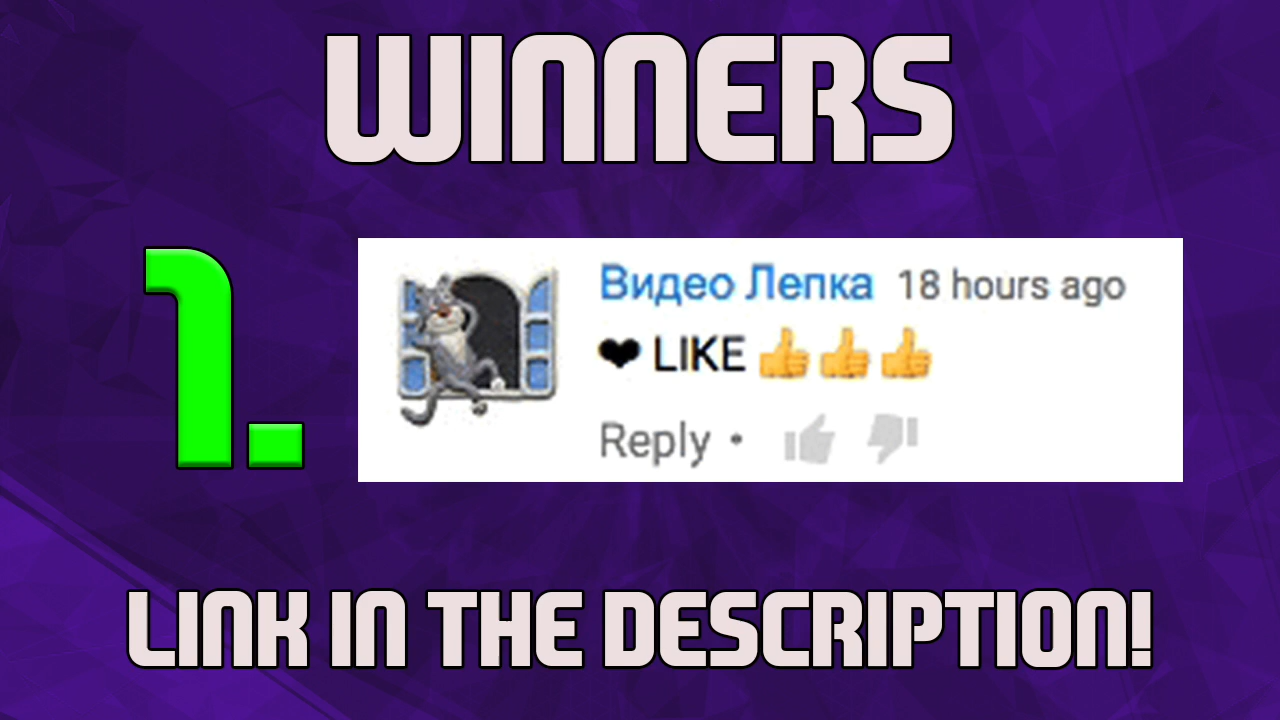 WINNERS
1.
Видео Лепка 18 hours ago
❤ LIKE 👍👍👍
Reply •
LINK IN THE DESCRIPTION!